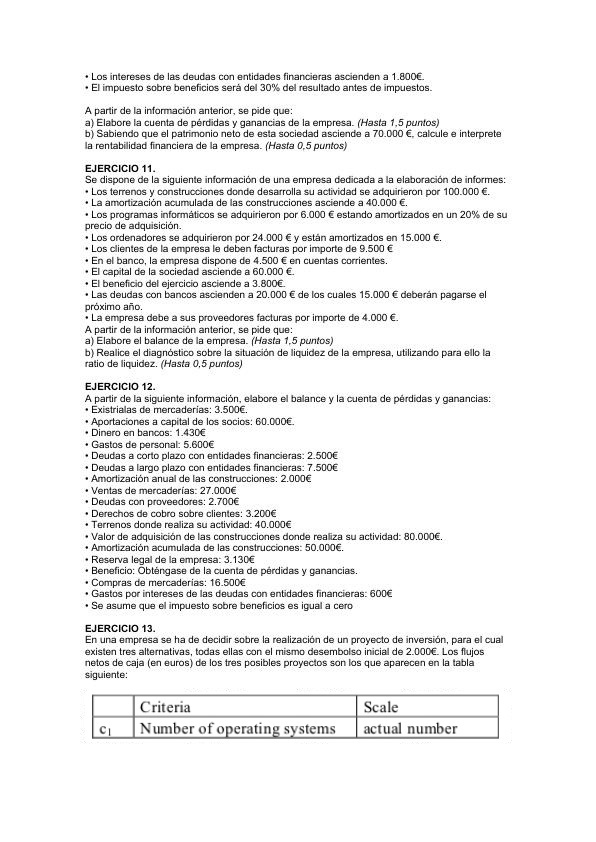 • Los intereses de las deudas con entidades financieras ascienden a 1.800€.
• El impuesto sobre beneficios será del 30% del resultado antes de impuestos.
A partir de la información anterior, se pide que:
a) Elabore la cuenta de pérdidas y ganancias de la empresa. (Hasta 1,5 puntos)
b) Sabiendo que el patrimonio neto de esta sociedad asciende a 70.000 €, calcule e interprete
la rentabilidad financiera de la empresa. (Hasta 0,5 puntos)
EJERCICIO 11.
Se dispone de la siguiente información de una empresa dedicada a la elaboración de informes:
• Los terrenos y construcciones donde desarrolla su actividad se adquirieron por 100.000 €.
• La amortización acumulada de las construcciones asciende a 40.000 €.
• Los programas informáticos se adquirieron por 6.000 € estando amortizados en un 20% de su
precio de adquisición.
• Los ordenadores se adquirieron por 24.000 € y están amortizados en 15.000 €.
• Los clientes de la empresa le deben facturas por importe de 9.500 €
• En el banco, la empresa dispone de 4.500 € en cuentas corrientes.
• El capital de la sociedad asciende a 60.000 €.
• El beneficio del ejercicio asciende a 3.800€.
• Las deudas con bancos ascienden a 20.000 € de los cuales 15.000 € deberán pagarse el
próximo año.
• La empresa debe a sus proveedores facturas por importe de 4.000 €.
A partir de la información anterior, se pide que:
a) Elabore el balance de la empresa. (Hasta 1,5 puntos)
b) Realice el diagnóstico sobre la situación de liquidez de la empresa, utilizando para ello la
ratio de liquidez. (Hasta 0,5 puntos)
EJERCICIO 12.
A partir de la siguiente información, elabore el balance y la cuenta de pérdidas y ganancias:
• Existrialas de mercaderías: 3.500€.
• Aportaciones a capital de los socios: 60.000€.
• Dinero en bancos: 1.430€
• Gastos de personal: 5.600€
• Deudas a corto plazo con entidades financieras: 2.500€
• Deudas a largo plazo con entidades financieras: 7.500€
• Amortización anual de las construcciones: 2.000€
• Ventas de mercaderías: 27.000€
• Deudas con proveedores: 2.700€
• Derechos de cobro sobre clientes: 3.200€
• Terrenos donde realiza su actividad: 40.000€
• Valor de adquisición de las construcciones donde realiza su actividad: 80.000€.
• Amortización acumulada de las construcciones: 50.000€.
• Reserva legal de la empresa: 3.130€
• Beneficio: Obténgase de la cuenta de pérdidas y ganancias.
• Compras de mercaderías: 16.500€
• Gastos por intereses de las deudas con entidades financieras: 600€
• Se asume que el impuesto sobre beneficios es igual a cero
EJERCICIO 13.
En una empresa se ha de decidir sobre la realización de un proyecto de inversión, para el cual
existen tres alternativas, todas ellas con el mismo desembolso inicial de 2.000€. Los flujos
netos de caja (en euros) de los tres posibles proyectos son los que aparecen en la tabla
siguiente:
Criteria Scale
c1 Number of operating systems actual number